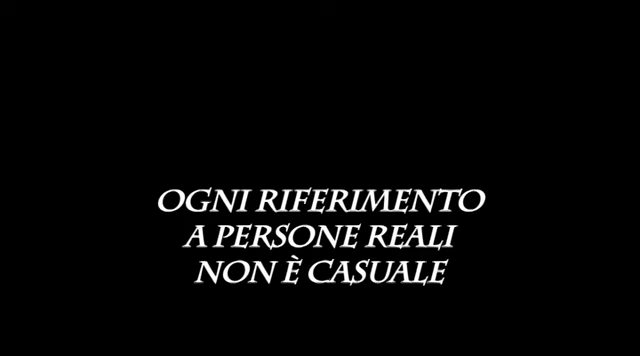 OGNI RIFERIMENTO
A PERSONE REALI
NON È CASUALE